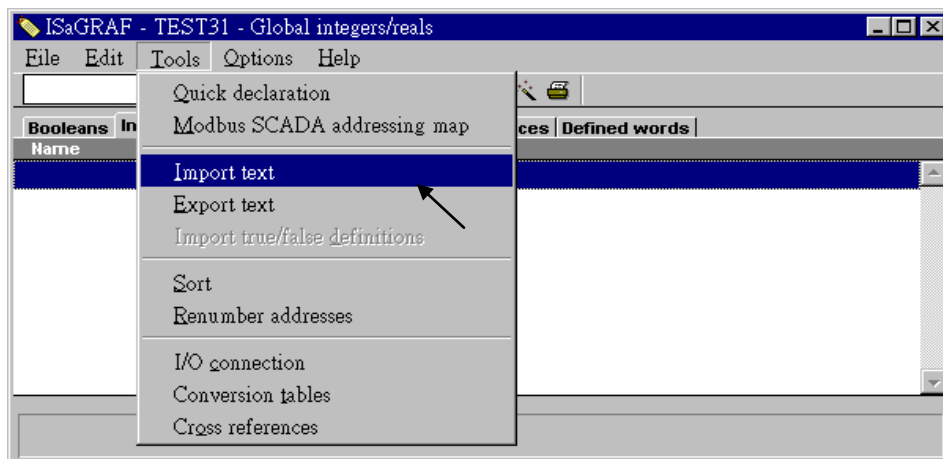 ISaGRAF - TEST31 - Global integers/reals
File Edit Tools Options Help
Quick declaration
Modbus SCADA addressing map
Booleans In ces Defined words
Name
Import text
Export text
Import true/false definitions
Sort
Renumber addresses
I/O connection
Conversion tables
Cross references